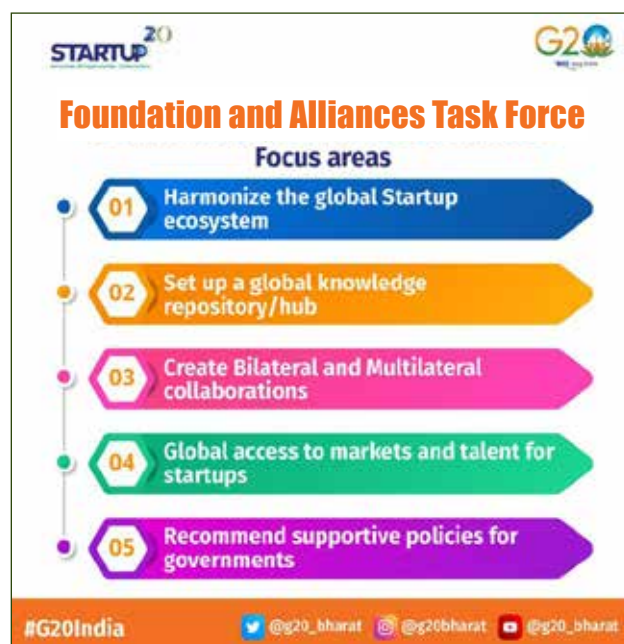 STARTUP20
G20
Foundation and Alliances Task Force
Focus areas
01 Harmonize the global Startup
ecosystem
02 Set up a global knowledge
repository/hub
03 Create Bilateral and Multilateral
collaborations
04 Global access to markets and talent for
startups
05 Recommend supportive policies for
governments
#G20India @g20_bharat @g20bharat @g20_bharat